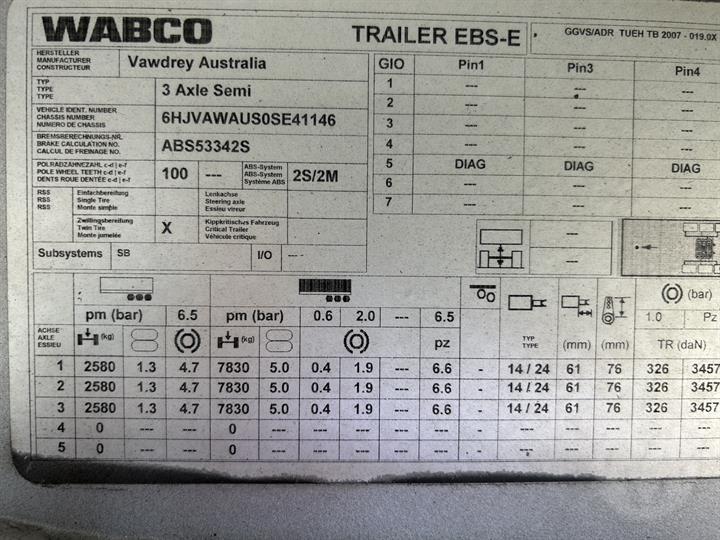 WABCO TRAILER EBS-E GGVS/ADR TUEH TB 2007 - 019.0X
HERSTELLER
MANUFACTURER
CONSTRUCTEUR
Vawdrey Australia
TYP
TYPE
TYPE
3 Axle Semi
VEHICLE IDENT. NUMBER
CHASSIS NUMBER
NUMERO DE CHASSIS
6HJVAWAUS0SE41146
BREMSBERECHNUNGS-NR.
BRAKE CALCULATION NO.
CALCUL DE FREINAGE NO.
ABS53342S
POLRADZÄHNEZAHL c-d | e-f
POLE WHEEL TEETH c-d | e-f
DENTS ROUE DENTÉE c-d | e-f
100 ---
ABS-System
ABS-System
Système ABS
2S/2M
RSS Einfachbereifung
RSS Single Tire
RSS Monte simple
Lenkachse
Steering axle
Essieu vireur
Zwillingsbereifung
Twin Tire
Monte jumelée
X
Kippkritisches Fahrzeug
Critical Trailer
Véhicule critique
Subsystems SB I/O ---
GIO Pin1 Pin3 Pin4
1 --- --- ---
2 --- --- ---
3 --- --- ---
4 --- --- ---
5 DIAG DIAG DIAG
6 --- --- ---
7 --- --- ---
---
---
(bar)
pm (bar) 6.5 pm (bar) 0.6 2.0 --- 6.5 1.0 Pz
ACHSE
AXLE
ESSIEU
(kg) (kg) pz
TYP
TYPE
(mm) (mm) TR (daN)
1 2580 1.3 4.7 7830 5.0 0.4 1.9 --- 6.6 - 14 / 24 61 76 326 3457
2 2580 1.3 4.7 7830 5.0 0.4 1.9 --- 6.6 - 14 / 24 61 76 326 3457
3 2580 1.3 4.7 7830 5.0 0.4 1.9 --- 6.6 - 14 / 24 61 76 326 3457
4 0 --- --- 0 --- --- --- --- --- - --- --- --- --- ---
5 0 --- --- 0 --- --- --- --- --- - --- --- --- --- ---